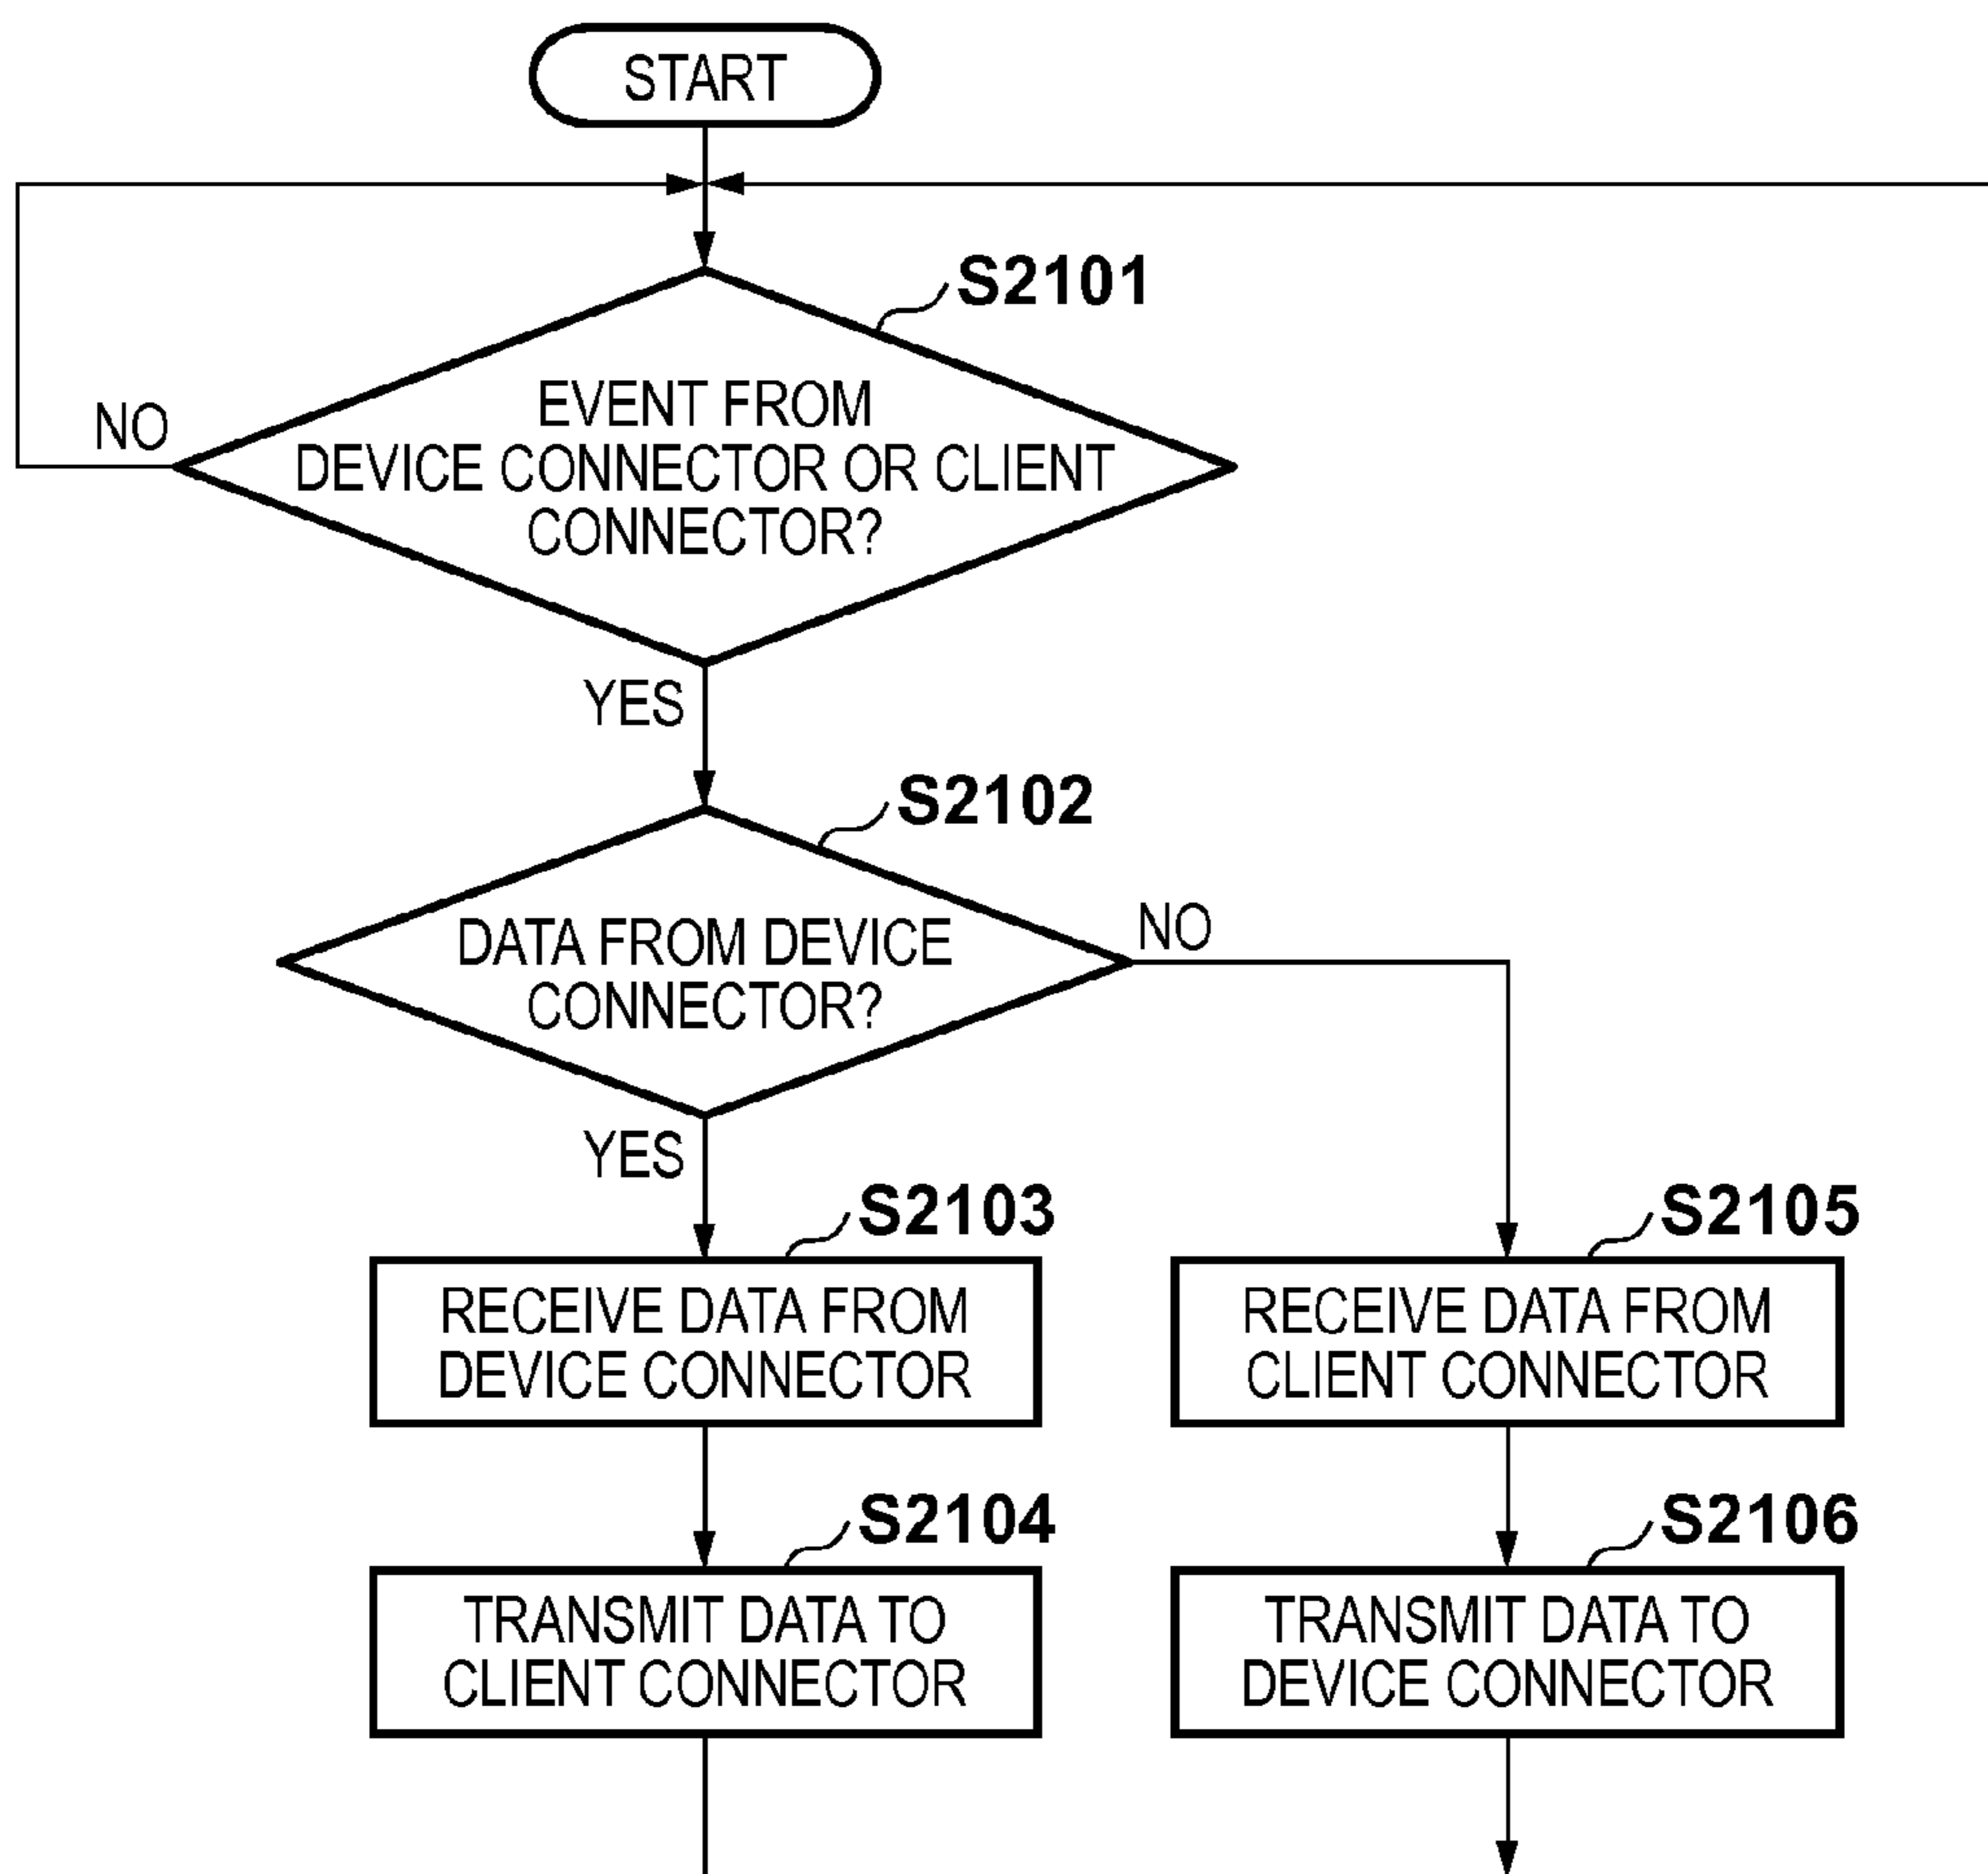 START
S2101
EVENT FROM
DEVICE CONNECTOR OR CLIENT
CONNECTOR?
NO
YES
S2102
DATA FROM DEVICE
CONNECTOR?
NO
YES
S2103
RECEIVE DATA FROM
DEVICE CONNECTOR
S2105
RECEIVE DATA FROM
CLIENT CONNECTOR
S2104
TRANSMIT DATA TO
CLIENT CONNECTOR
S2106
TRANSMIT DATA TO
DEVICE CONNECTOR